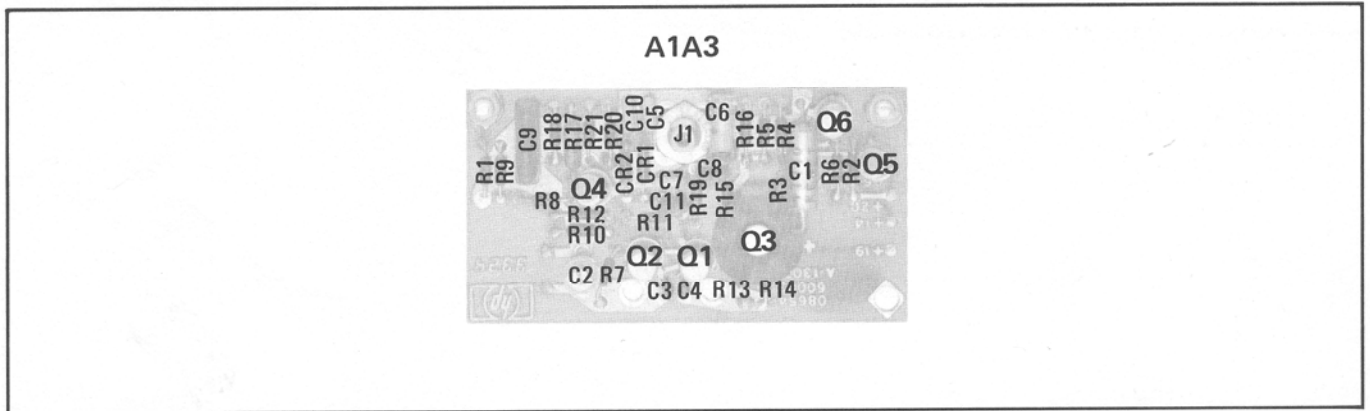 A1A3
C10 C5 C6
C9 R18 R17 R21 R20 J1 R16 R5 R4 Q6
R1 R9 CR2 CR1 C8 C1 R6 R2 Q5
R8 Q4 C7 R19 R15 R3
C11
R12 R11
R10
Q2 Q1 Q3
C2 R7
C3 C4 R13 R14
hp